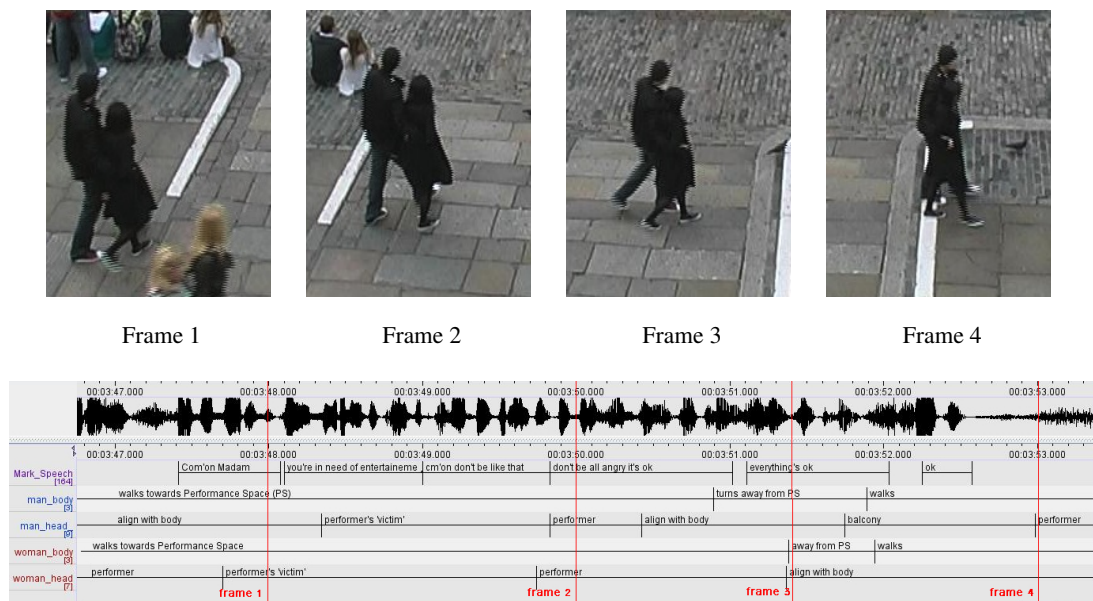 Frame 1 Frame 2 Frame 3 Frame 4
00:03:47.000 00:03:48.000 00:03:49.000 00:03:50.000 00:03:51.000 00:03:52.000 00:03:53.000
00:03:47.000 00:03:48.000 00:03:49.000 00:03:50.000 00:03:51.000 00:03:52.000 00:03:53.000
Mark_Speech Com'on Madam you're in need of entertaineme cm'on don't be like that don't be all angry it's ok everything's ok ok
[164]
man_body walks towards Performance Space (PS) turns away from PS walks
[3]
man_head_ align with body performer's 'victim' performer align with body balcony performer
[9]
woman_body walks towards Performance Space away from PS walks
[3]
woman_head performer performer's 'victim' performer align with body
[7]
frame 1 frame 2 frame 3 frame 4